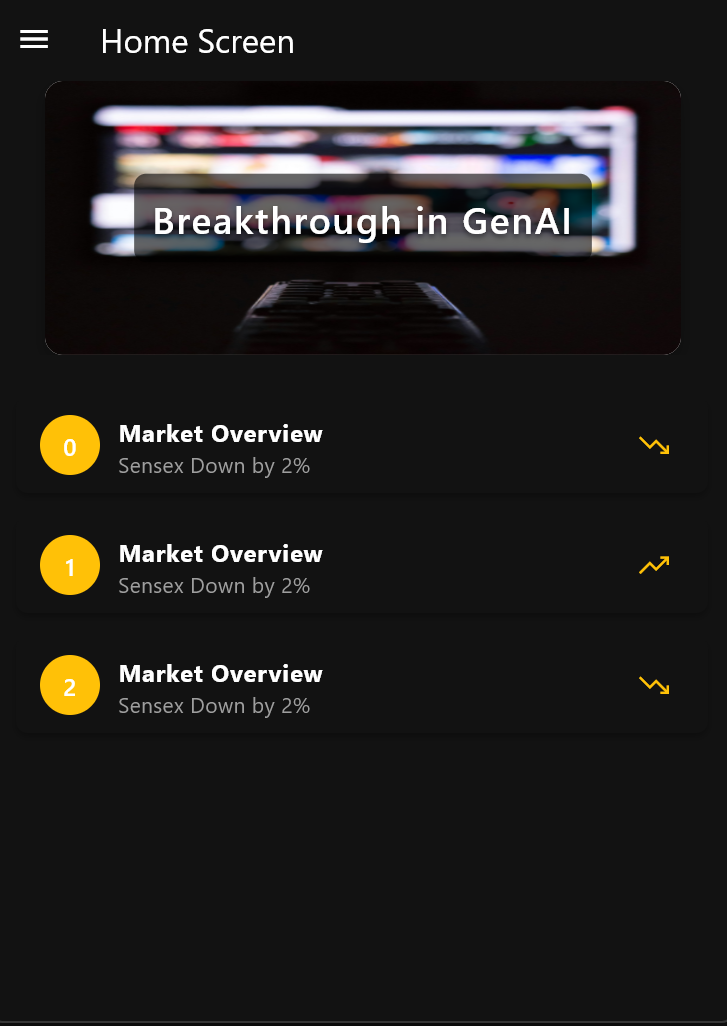 Home Screen
Breakthrough in GenAI
0
Market Overview
Sensex Down by 2%
1
Market Overview
Sensex Down by 2%
2
Market Overview
Sensex Down by 2%